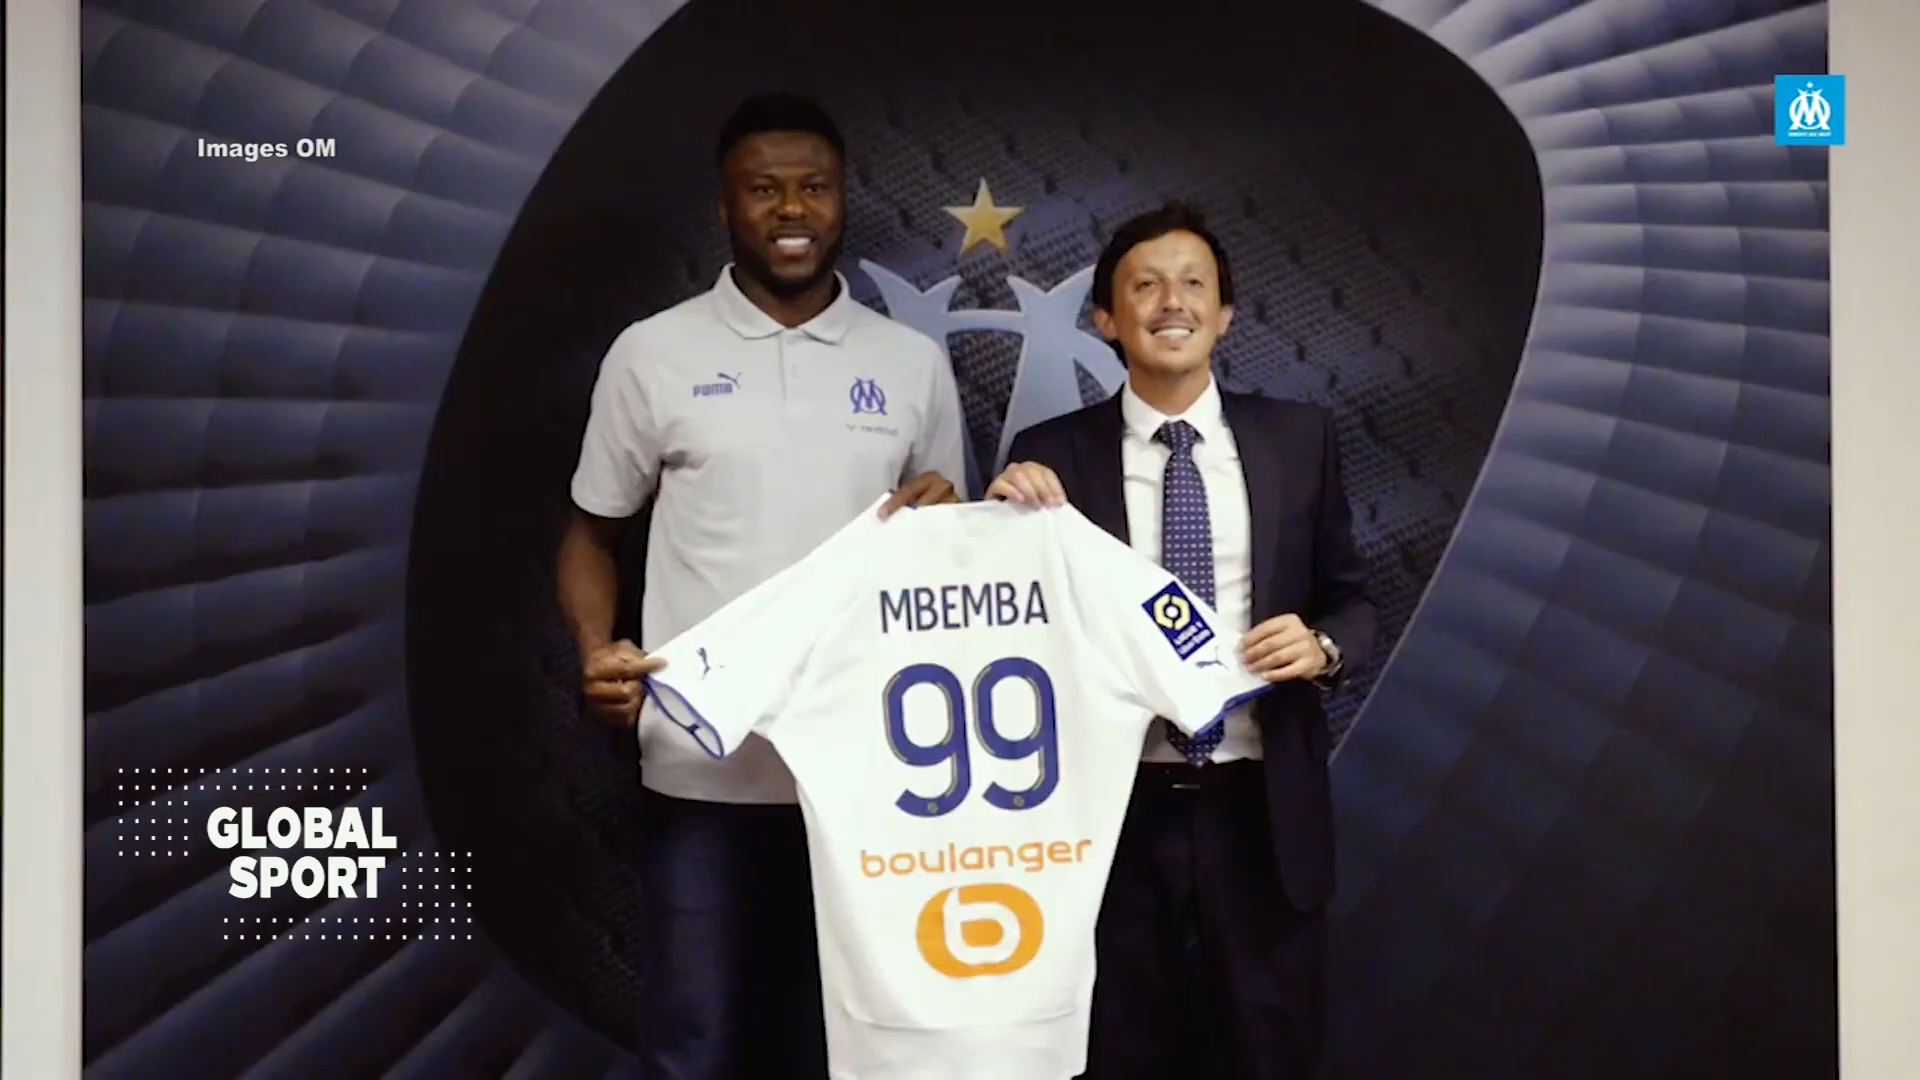 Images OM
PUMA
MBEMBA
99
boulanger
b
GLOBAL
SPORT